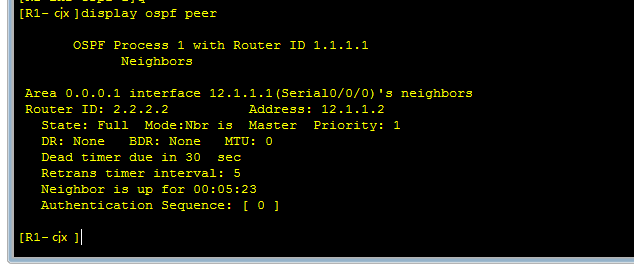 [R1- cjx ]display ospf peer
OSPF Process 1 with Router ID 1.1.1.1
Neighbors
Area 0.0.0.1 interface 12.1.1.1(Serial0/0/0)'s neighbors
Router ID: 2.2.2.2 Address: 12.1.1.2
State: Full Mode:Nbr is Master Priority: 1
DR: None BDR: None MTU: 0
Dead timer due in 30 sec
Retrans timer interval: 5
Neighbor is up for 00:05:23
Authentication Sequence: [ 0 ]
[R1- cjx ]